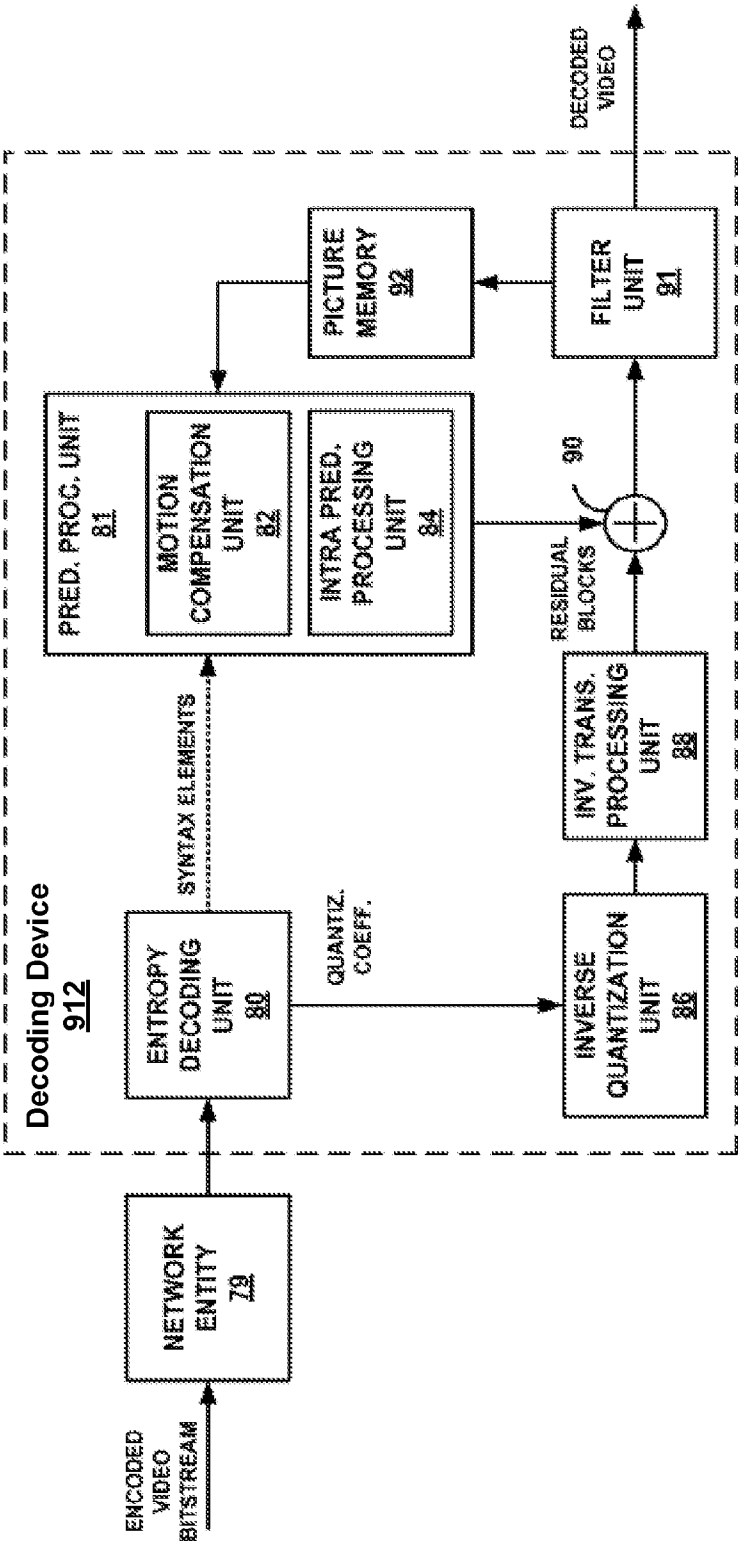 ENCODED
VIDEO
BITSTREAM
NETWORK
ENTITY
79
Decoding Device
912
ENTROPY
DECODING
UNIT
80
SYNTAX ELEMENTS
QUANTIZ.
COEFF.
PRED. PROC. UNIT
81
MOTION
COMPENSATION
UNIT
82
INTRA PRED.
PROCESSING
UNIT
84
PICTURE
MEMORY
92
INVERSE
QUANTIZATION
UNIT
86
INV. TRANS.
PROCESSING
UNIT
88
RESIDUAL
BLOCKS
90
FILTER
UNIT
91
DECODED
VIDEO